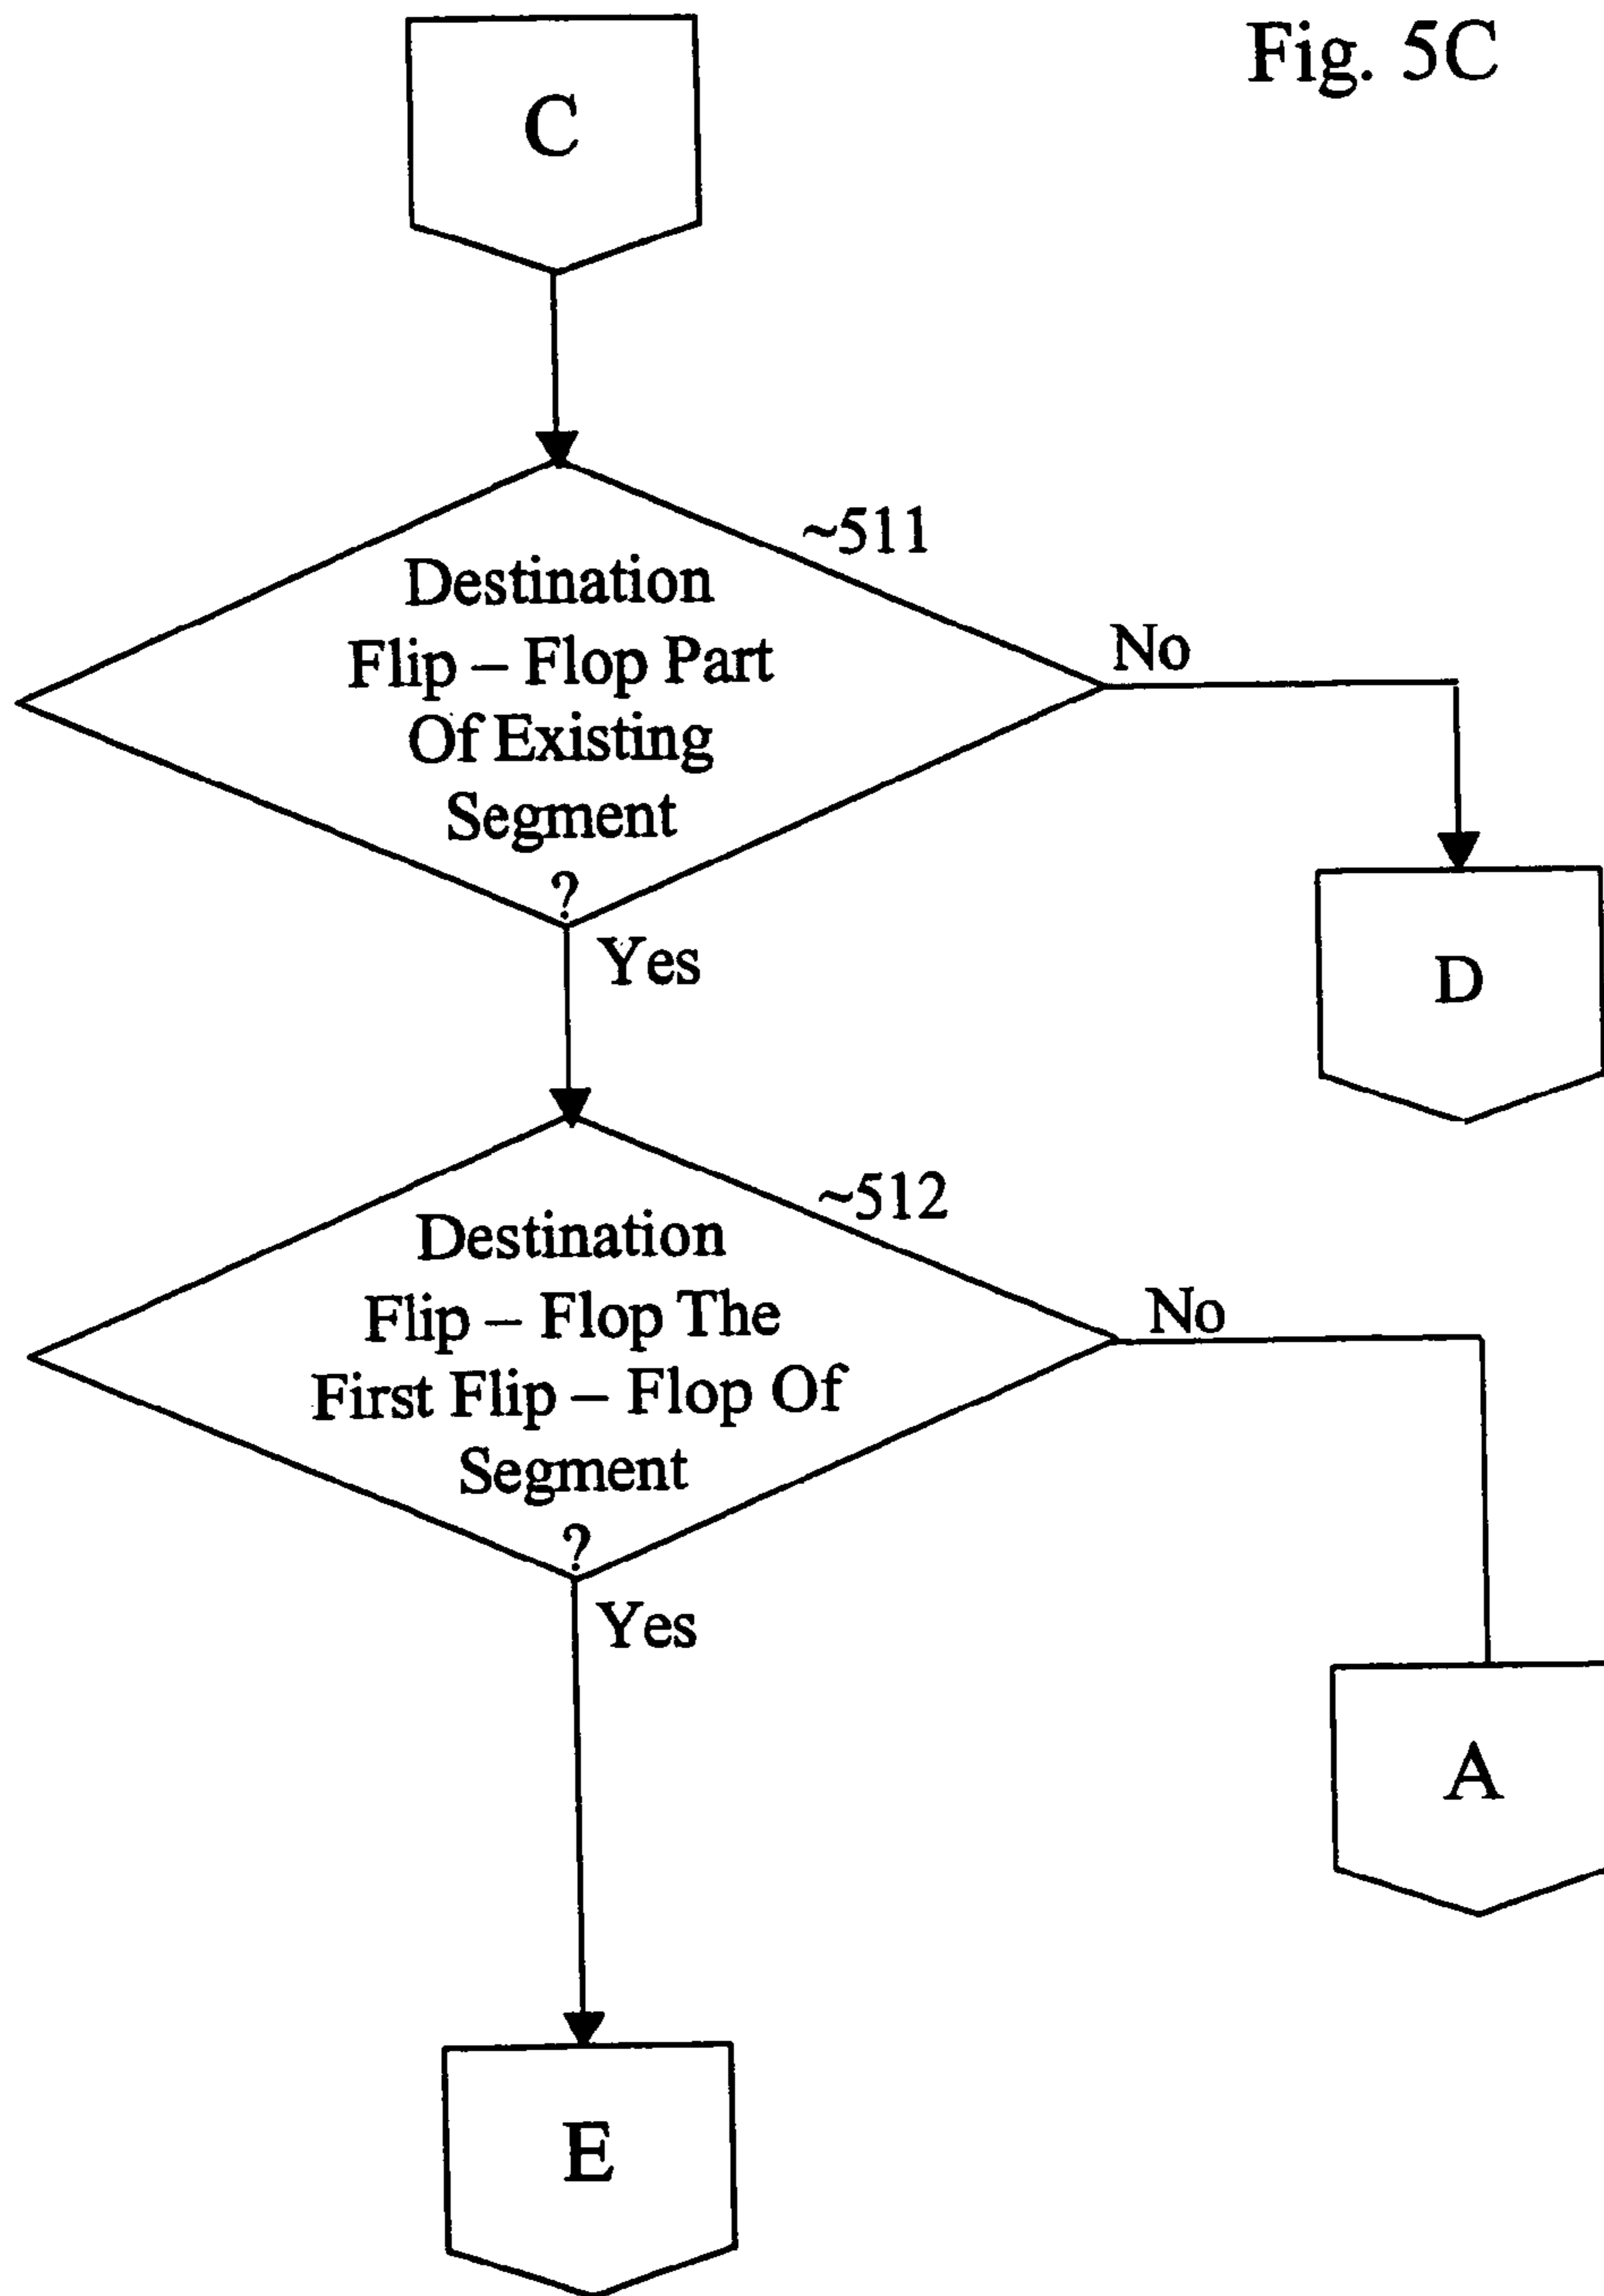 Fig. 5C
C
~511
Destination
Flip – Flop Part
Of Existing
Segment
?
No
Yes
D
~512
Destination
Flip – Flop The
First Flip – Flop Of
Segment
?
No
Yes
A
E